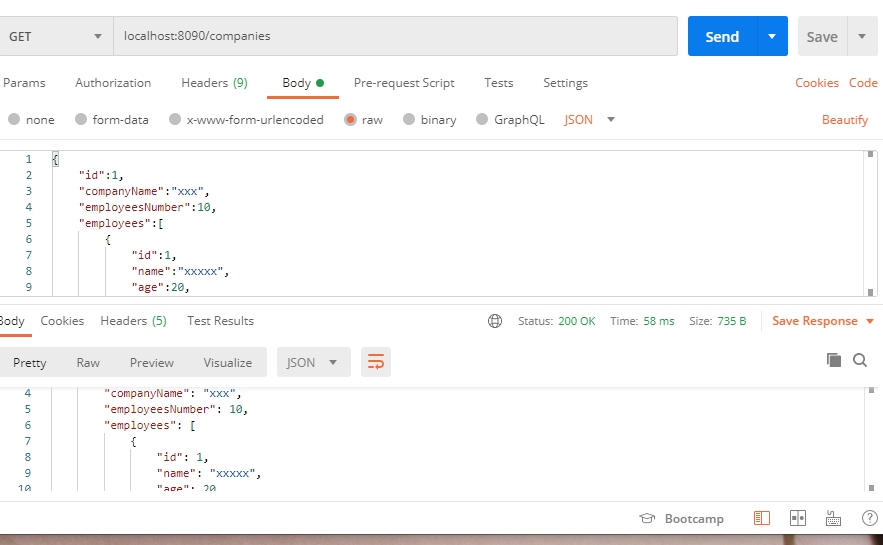 GET localhost:8090/companies Send Save
Params Authorization Headers (9) Body Pre-request Script Tests Settings Cookies Code
none form-data x-www-form-urlencoded raw binary GraphQL JSON Beautify
1 {
2 "id":1,
3 "companyName":"xxx",
4 "employeesNumber":10,
5 "employees":[
6 {
7 "id":1,
8 "name":"xxxxx",
9 "age":20,
Body Cookies Headers (5) Test Results Status: 200 OK Time: 58 ms Size: 735 B Save Response
Pretty Raw Preview Visualize JSON
4 "companyName": "xxx",
5 "employeesNumber": 10,
6 "employees": [
7 {
8 "id": 1,
9 "name": "xxxxx",
10 "age": 20
Bootcamp